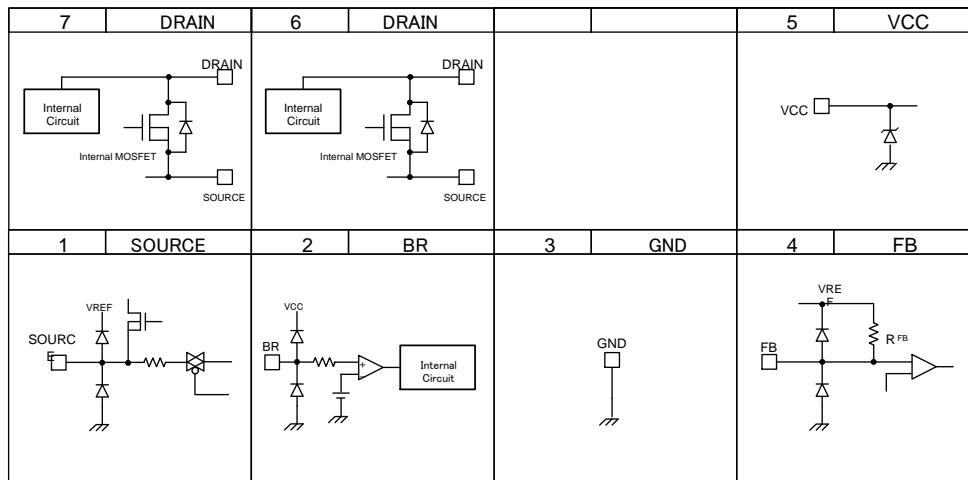 7 DRAIN 6 DRAIN 5 VCC
DRAIN
Internal
Circuit
Internal MOSFET
SOURCE
DRAIN
Internal
Circuit
Internal MOSFET
SOURCE
VCC
1 SOURCE 2 BR 3 GND 4 FB
VREF
SOURC
E
VCC
BR
+
-
Internal
Circuit
GND
VRE
F
R FB
FB